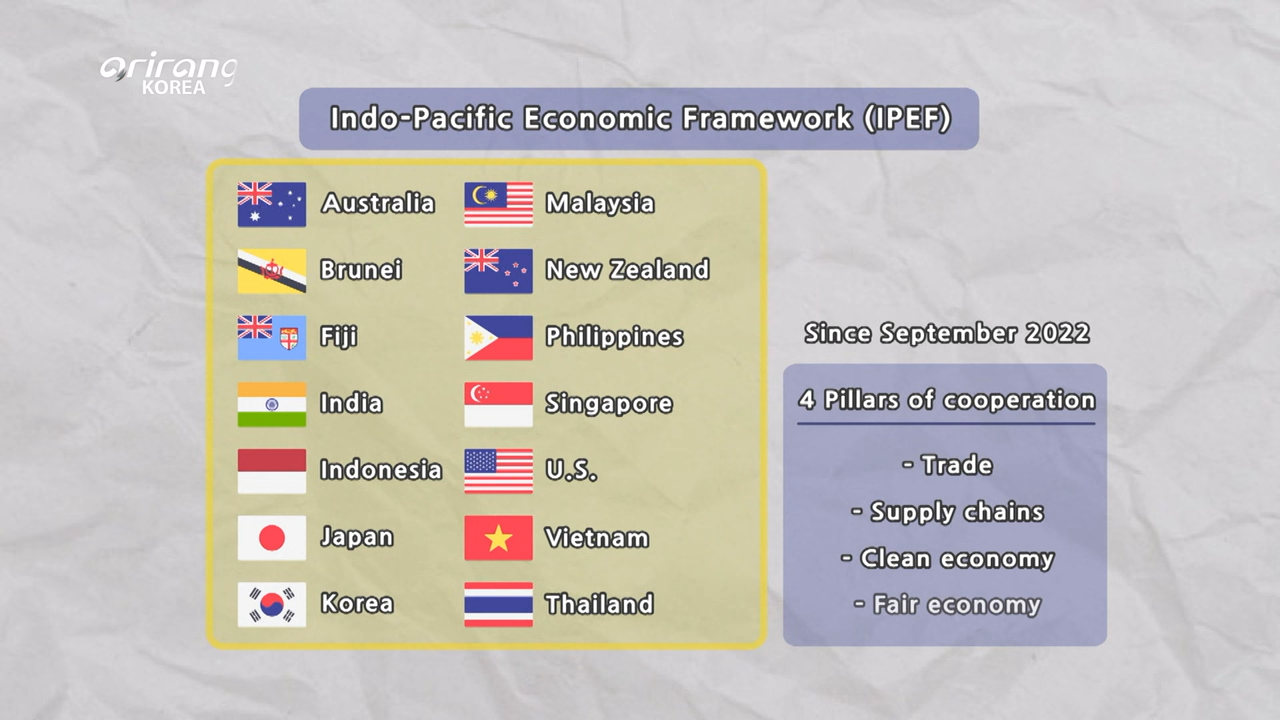 arirang
KOREA
Indo-Pacific Economic Framework (IPEF)
Australia
Brunei
Fiji
India
Indonesia
Japan
Korea
Malaysia
New Zealand
Philippines
Singapore
U.S.
Vietnam
Thailand
Since September 2022
4 Pillars of cooperation
- Trade
- Supply chains
- Clean economy
- Fair economy